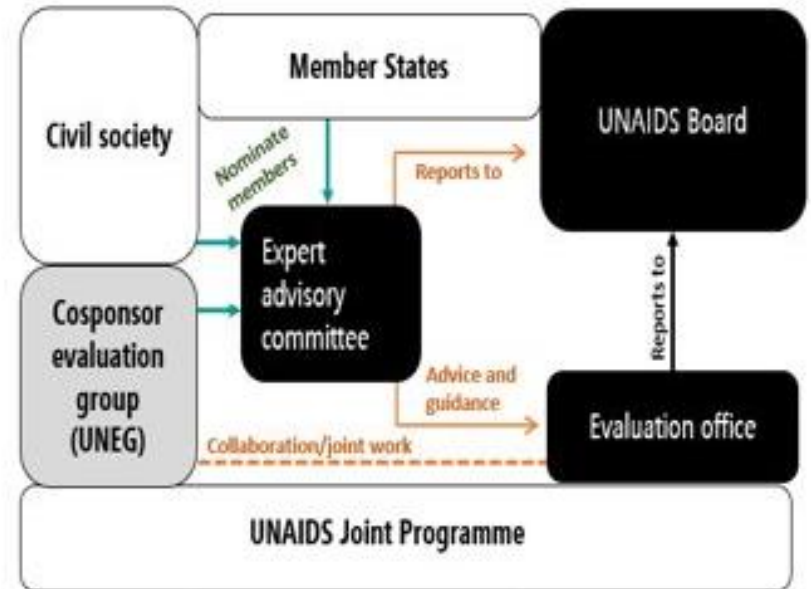 Member States
Civil society
UNAIDS Board
Nominate
members
Reports to
Expert
advisory
committee
Reports to
Cosponsor
evaluation
group
(UNEG)
Advice and
guidance
Evaluation office
Collaboration/joint work
UNAIDS Joint Programme